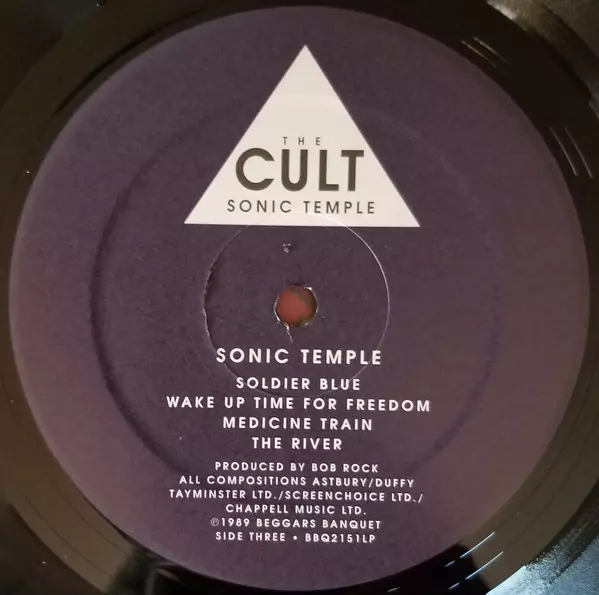 THE
CULT
SONIC TEMPLE
SONIC TEMPLE
SOLDIER BLUE
WAKE UP TIME FOR FREEDOM
MEDICINE TRAIN
THE RIVER
PRODUCED BY BOB ROCK
ALL COMPOSITIONS ASTBURY/DUFFY
TAYMINSTER LTD./SCREENCHOICE LTD./
CHAPPELL MUSIC LTD.
℗1989 BEGGARS BANQUET
SIDE THREE • BBQ2151LP